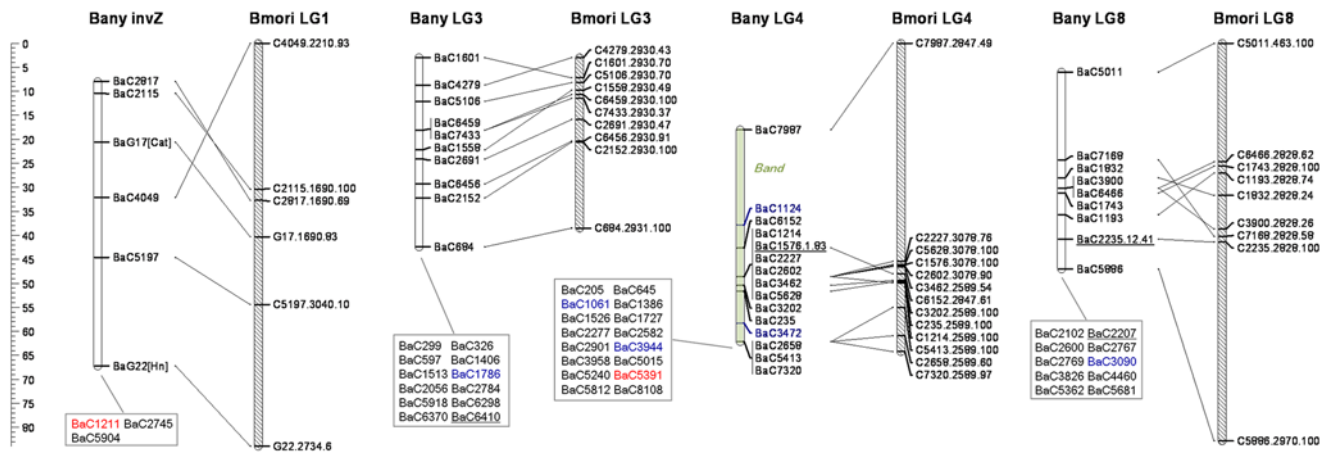 Bany invZ
Bmori LG1
Bany LG3
Bmori LG3
Bany LG4
Bmori LG4
Bany LG8
Bmori LG8
0
5
10
15
20
25
30
35
40
45
50
55
60
65
70
75
80
BaC2817
BaC2115
BaG17[Cat]
BaC4049
BaC5197
BaG22[Hn]
BaC1211 BaC2745
BaC5904
C4049.2210.93
C2115.1690.100
C2817.1690.69
G17.1690.83
C5197.3040.10
G22.2734.6
BaC1601
BaC4279
BaC5106
BaC6459
BaC7433
BaC1558
BaC2691
BaC6456
BaC2152
BaC684
BaC299 BaC326
BaC597 BaC1406
BaC1513 BaC1786
BaC2056 BaC2784
BaC5918 BaC6298
BaC6370 BaC6410
C4279.2930.43
C1601.2930.70
C5106.2930.70
C1558.2930.49
C6459.2930.100
C7433.2930.37
C2691.2930.47
C6456.2930.91
C2152.2930.100
C684.2931.100
BaC7987
Band
BaC1124
BaC6152
BaC1214
BaC1576.1.83
BaC2227
BaC2602
BaC3462
BaC5628
BaC3202
BaC235
BaC3472
BaC2658
BaC5413
BaC7320
BaC205 BaC645
BaC1061 BaC1386
BaC1526 BaC1727
BaC2277 BaC2582
BaC2901 BaC3944
BaC3958 BaC5015
BaC5240 BaC5391
BaC5812 BaC8108
C7987.2847.49
C2227.3078.76
C5628.3078.100
C1576.3078.100
C2602.3078.90
C3462.2589.54
C6152.2847.61
C3202.2589.100
C235.2589.100
C1214.2589.100
C5413.2589.100
C2658.2589.60
C7320.2589.97
BaC5011
BaC7168
BaC1832
BaC3900
BaC6466
BaC1743
BaC1193
BaC2235.12.41
BaC5886
BaC2102 BaC2207
BaC2600 BaC2767
BaC2769 BaC3090
BaC3826 BaC4460
BaC5362 BaC5681
C5011.463.100
C6466.2828.62
C1743.2828.100
C1193.2828.74
C1832.2828.24
C3900.2828.26
C7168.2828.58
C2235.2828.100
C5886.2970.100